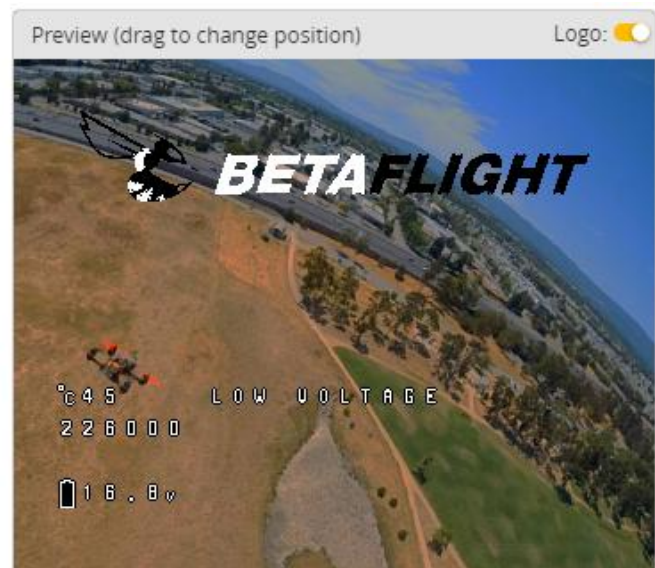 Preview (drag to change position) Logo:
BETAFLIGHT
°C45 LOW VOLTAGE
226000
16.8v